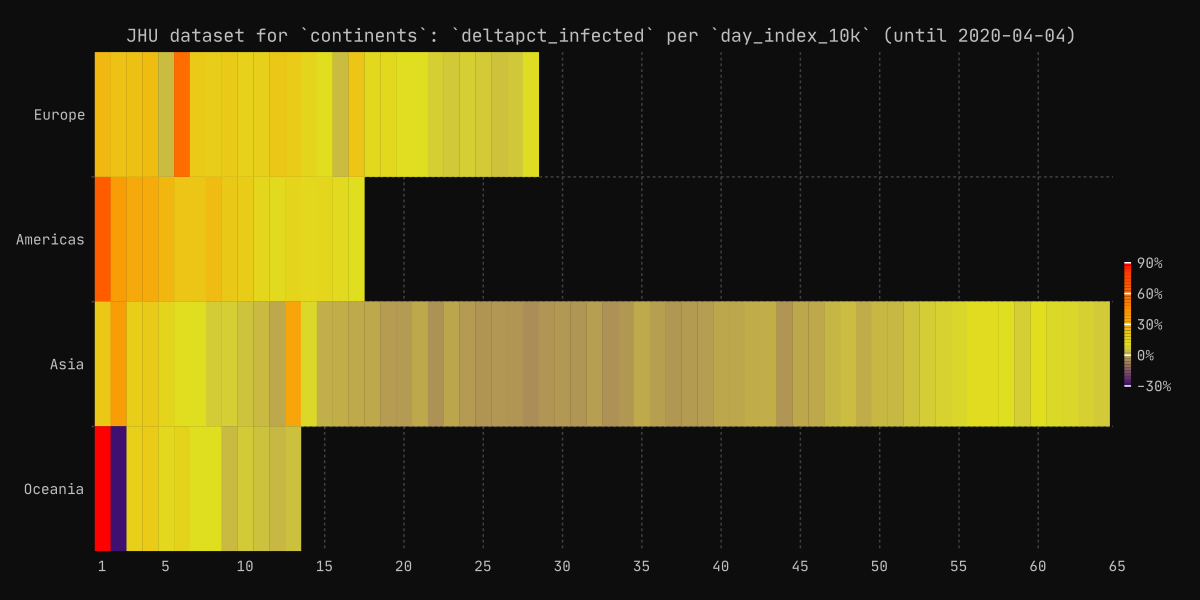 JHU dataset for `continents`: `deltapct_infected` per `day_index_10k` (until 2020-04-04)
Europe
Americas
Asia
Oceania
90%
60%
30%
0%
-30%
1 5 10 15 20 25 30 35 40 45 50 55 60 65